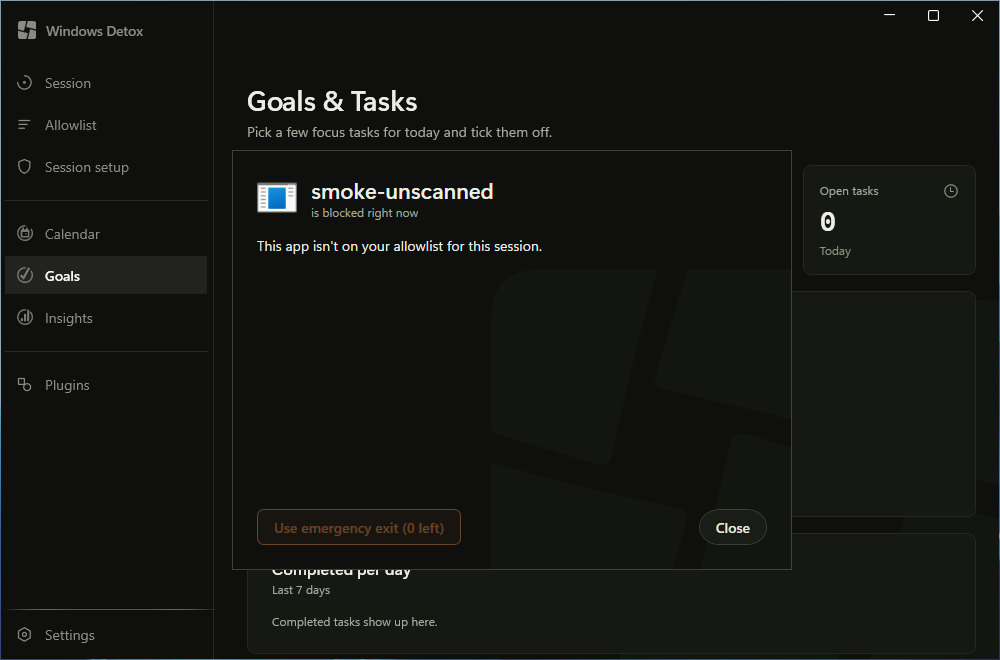 Windows Detox
Session
Allowlist
Session setup
Calendar
Goals
Insights
Plugins
Settings
Goals & Tasks
Pick a few focus tasks for today and tick them off.
smoke-unscanned
is blocked right now
This app isn't on your allowlist for this session.
Use emergency exit (0 left)
Close
Open tasks
0
Today
Completed per day
Last 7 days
Completed tasks show up here.